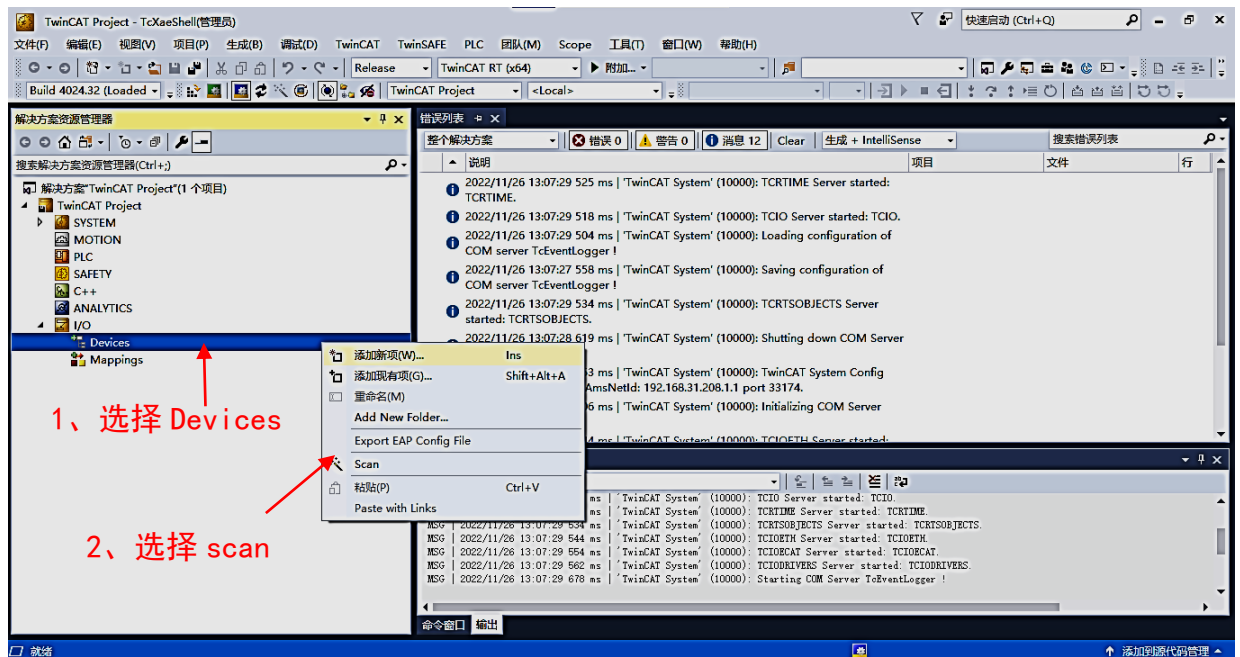 TwinCAT Project - TcXaeShell(管理员)
快速启动 (Ctrl+Q)
文件(F) 编辑(E) 视图(V) 项目(P) 生成(B) 调试(D) TwinCAT TwinSAFE PLC 团队(M) Scope 工具(T) 窗口(W) 帮助(H)
Release TwinCAT RT (x64) 附加...
Build 4024.32 (Loaded TwinCAT Project <Local>
解决方案资源管理器
搜索解决方案资源管理器(Ctrl+;)
解决方案"TwinCAT Project"(1 个项目)
TwinCAT Project
SYSTEM
MOTION
PLC
SAFETY
C++
ANALYTICS
I/O
Devices
Mappings
1、选择 Devices
2、选择 scan
添加新项(W)... Ins
添加现有项(G)... Shift+Alt+A
重命名(M)
Add New Folder...
Export EAP Config File
Scan
粘贴(P) Ctrl+V
Paste with Links
错误列表
整个解决方案 错误 0 警告 0 消息 12 Clear 生成 + IntelliSense 搜索错误列表
说明 项目 文件 行
2022/11/26 13:07:29 525 ms | 'TwinCAT System' (10000): TCRTIME Server started:
TCRTIME.
2022/11/26 13:07:29 518 ms | 'TwinCAT System' (10000): TCIO Server started: TCIO.
2022/11/26 13:07:29 504 ms | 'TwinCAT System' (10000): Loading configuration of
COM server TcEventLogger !
2022/11/26 13:07:27 558 ms | 'TwinCAT System' (10000): Saving configuration of
COM server TcEventLogger !
2022/11/26 13:07:29 534 ms | 'TwinCAT System' (10000): TCRTSOBJECTS Server
started: TCRTSOBJECTS.
2022/11/26 13:07:28 619 ms | 'TwinCAT System' (10000): Shutting down COM Server
3 ms | 'TwinCAT System' (10000): TwinCAT System Config
AmsNetId: 192.168.31.208.1.1 port 33174.
6 ms | 'TwinCAT System' (10000): Initializing COM Server
4 ms | 'TwinCAT System' (10000): TCIOETH Server started:
ms | 'TwinCAT System' (10000): TCIO Server started: TCIO.
ms | 'TwinCAT System' (10000): TCRTIME Server started: TCRTIME.
MSG | 2022/11/26 13:07:29 534 ms | 'TwinCAT System' (10000): TCRTSOBJECTS Server started: TCRTSOBJECTS.
MSG | 2022/11/26 13:07:29 544 ms | 'TwinCAT System' (10000): TCIOETH Server started: TCIOETH.
MSG | 2022/11/26 13:07:29 554 ms | 'TwinCAT System' (10000): TCIOECAT Server started: TCIOECAT.
MSG | 2022/11/26 13:07:29 562 ms | 'TwinCAT System' (10000): TCIODRIVERS Server started: TCIODRIVERS.
MSG | 2022/11/26 13:07:29 678 ms | 'TwinCAT System' (10000): Starting COM Server TcEventLogger !
命令窗口 输出
就绪
添加到源代码管理